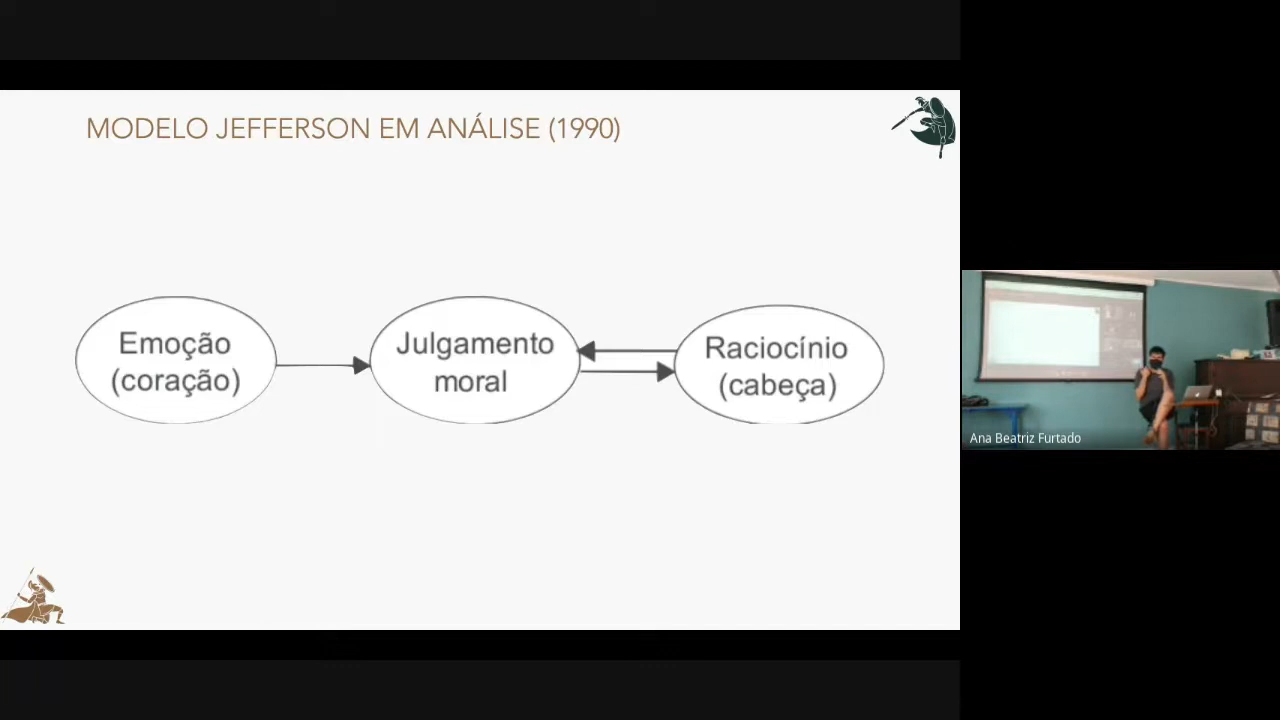 MODELO JEFFERSON EM ANÁLISE (1990)
Emoção
(coração)
Julgamento
moral
Raciocínio
(cabeça)
Ana Beatriz Furtado